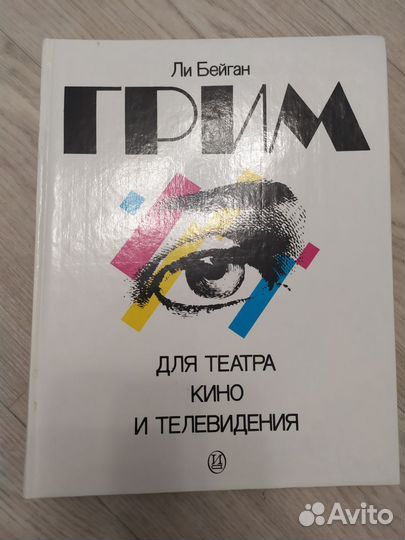 Ли Бейган
ГРИМ
ДЛЯ ТЕАТРА
КИНО
И ТЕЛЕВИДЕНИЯ
Avito